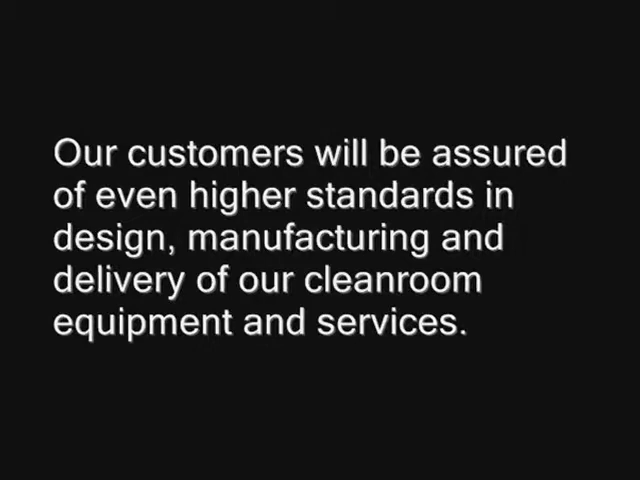 Our customers will be assured
of even higher standards in
design, manufacturing and
delivery of our cleanroom
equipment and services.